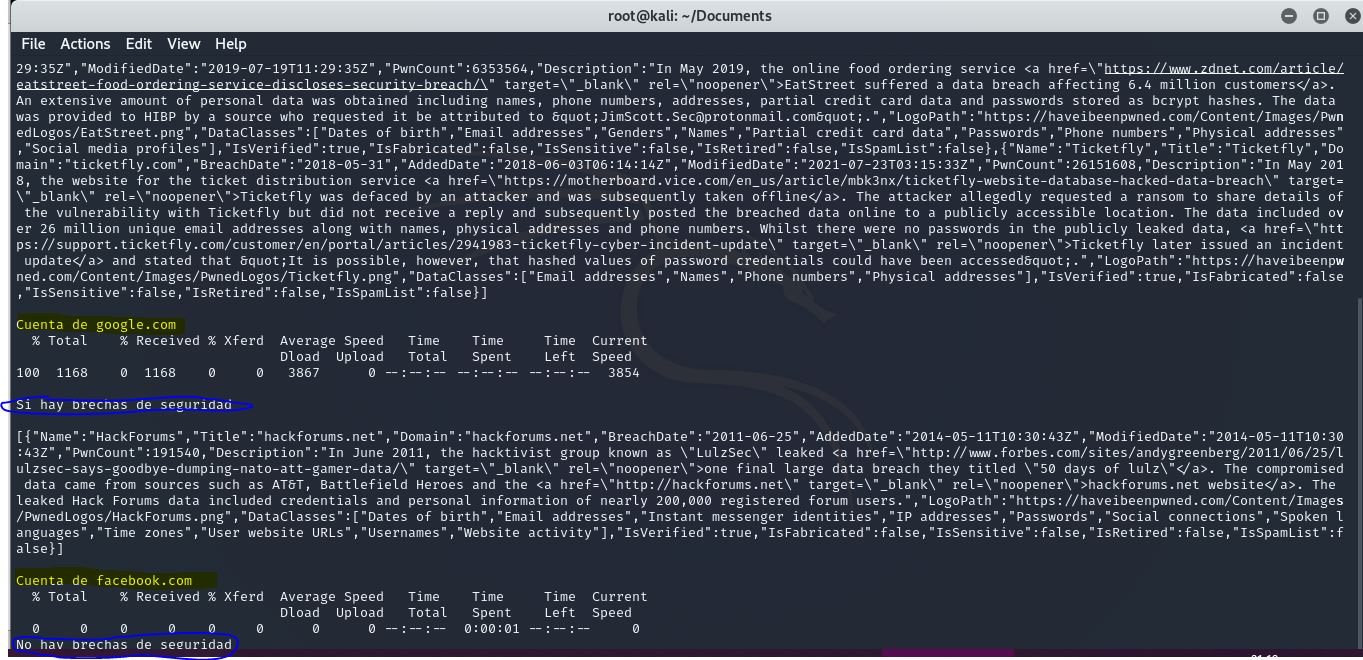 root@kali: ~/Documents
File Actions Edit View Help
29:35Z","ModifiedDate":"2019-07-19T11:29:35Z","PwnCount":6353564,"Description":"In May 2019, the online food ordering service <a href=\"https://www.zdnet.com/article/
eatstreet-food-ordering-service-discloses-security-breach/\" target=\"_blank\" rel=\"noopener\">EatStreet suffered a data breach affecting 6.4 million customers</a>.
An extensive amount of personal data was obtained including names, phone numbers, addresses, partial credit card data and passwords stored as bcrypt hashes. The data
was provided to HIBP by a source who requested it be attributed to &quot;JimScott.Sec@protonmail.com&quot;.","LogoPath":"https://haveibeenpwned.com/Content/Images/Pwn
edLogos/EatStreet.png","DataClasses":["Dates of birth","Email addresses","Genders","Names","Partial credit card data","Passwords","Phone numbers","Physical addresses"
,"Social media profiles"],"IsVerified":true,"IsFabricated":false,"IsSensitive":false,"IsRetired":false,"IsSpamList":false},{"Name":"Ticketfly","Title":"Ticketfly","Do
main":"ticketfly.com","BreachDate":"2018-05-31","AddedDate":"2018-06-03T06:14:14Z","ModifiedDate":"2021-07-23T03:15:33Z","PwnCount":26151608,"Description":"In May 201
8, the website for the ticket distribution service <a href=\"https://motherboard.vice.com/en_us/article/mbk3nx/ticketfly-website-database-hacked-data-breach\" target=
\"_blank\" rel=\"noopener\">Ticketfly was defaced by an attacker and was subsequently taken offline</a>. The attacker allegedly requested a ransom to share details of
the vulnerability with Ticketfly but did not receive a reply and subsequently posted the breached data online to a publicly accessible location. The data included ov
er 26 million unique email addresses along with names, physical addresses and phone numbers. Whilst there were no passwords in the publicly leaked data, <a href=\"htt
ps://support.ticketfly.com/customer/en/portal/articles/2941983-ticketfly-cyber-incident-update\" target=\"_blank\" rel=\"noopener\">Ticketfly later issued an incident
update</a> and stated that &quot;It is possible, however, that hashed values of password credentials could have been accessed&quot;.","LogoPath":"https://haveibeenpw
ned.com/Content/Images/PwnedLogos/Ticketfly.png","DataClasses":["Email addresses","Names","Phone numbers","Physical addresses"],"IsVerified":true,"IsFabricated":false
,"IsSensitive":false,"IsRetired":false,"IsSpamList":false}]
Cuenta de google.com
% Total % Received % Xferd Average Speed Time Time Time Current
Dload Upload Total Spent Left Speed
100 1168 0 1168 0 0 3867 0 --:--:-- --:--:-- --:--:-- 3854
Si hay brechas de seguridad
[{"Name":"HackForums","Title":"hackforums.net","Domain":"hackforums.net","BreachDate":"2011-06-25","AddedDate":"2014-05-11T10:30:43Z","ModifiedDate":"2014-05-11T10:30
:43Z","PwnCount":191540,"Description":"In June 2011, the hacktivist group known as \"LulzSec\" leaked <a href=\"http://www.forbes.com/sites/andygreenberg/2011/06/25/l
ulzsec-says-goodbye-dumping-nato-att-gamer-data/\" target=\"_blank\" rel=\"noopener\">one final large data breach they titled \"50 days of lulz\"</a>. The compromised
data came from sources such as AT&T, Battlefield Heroes and the <a href=\"http://hackforums.net\" target=\"_blank\" rel=\"noopener\">hackforums.net website</a>. The
leaked Hack Forums data included credentials and personal information of nearly 200,000 registered forum users.","LogoPath":"https://haveibeenpwned.com/Content/Images
/PwnedLogos/HackForums.png","DataClasses":["Dates of birth","Email addresses","Instant messenger identities","IP addresses","Passwords","Social connections","Spoken l
anguages","Time zones","User website URLs","Usernames","Website activity"],"IsVerified":true,"IsFabricated":false,"IsSensitive":false,"IsRetired":false,"IsSpamList":f
alse}]
Cuenta de facebook.com
% Total % Received % Xferd Average Speed Time Time Time Current
Dload Upload Total Spent Left Speed
0 0 0 0 0 0 0 0 --:--:-- 0:00:01 --:--:-- 0
No hay brechas de seguridad